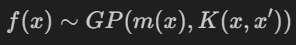 f(x) ∼ GP(m(x), K(x, x′))